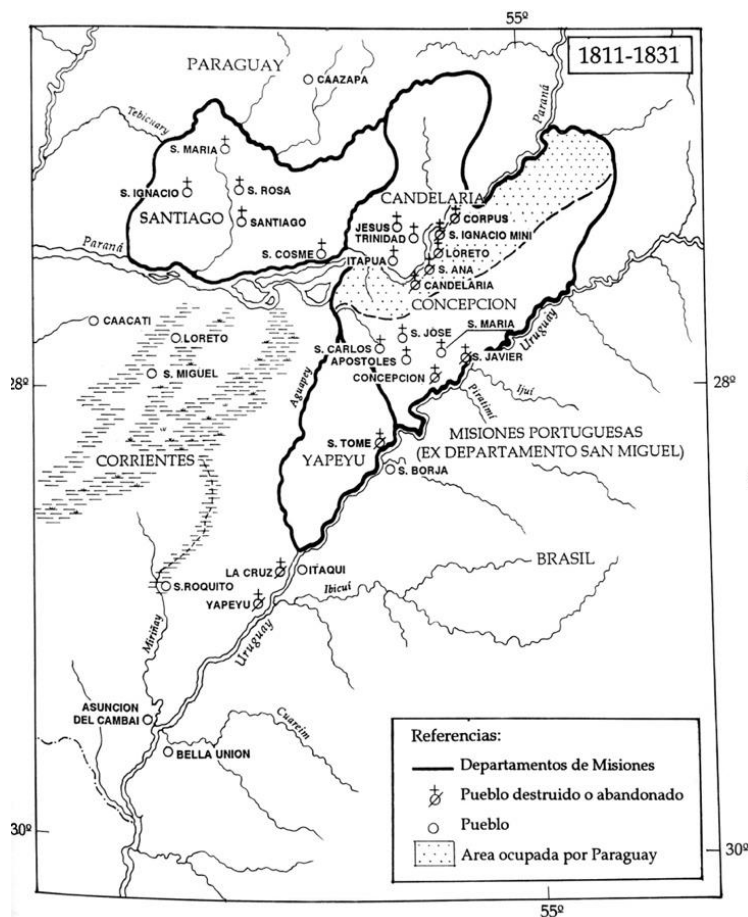 55º
1811-1831
PARAGUAY
CAAZAPA
Tebicuary
Paraná
S. MARIA
S. IGNACIO
S. ROSA
SANTIAGO
SANTIAGO
CANDELARIA
CORPUS
JESUS
S. IGNACIO MINI
TRINIDAD
Paraná
S. COSME
ITAPUA
LORETO
S. ANA
CANDELARIA
CONCEPCION
CAACATI
LORETO
S. JOSE
S. MARIA
Uruguay
S. CARLOS
APOSTOLES
S. JAVIER
S. MIGUEL
CONCEPCION
28º
28º
Aguapey
Piratimí
Ijuí
S. TOME
MISIONES PORTUGUESAS
(EX DEPARTAMENTO SAN MIGUEL)
CORRIENTES
YAPEYU
S. BORJA
BRASIL
LA CRUZ
ITAQUI
S.ROQUITO
Ibicuí
YAPEYU
Miriñay
Uruguay
ASUNCION
DEL CAMBAI
Cuareim
BELLA UNION
Referencias:
Departamentos de Misiones
Pueblo destruido o abandonado
Pueblo
Area ocupada por Paraguay
30º
30º
55º